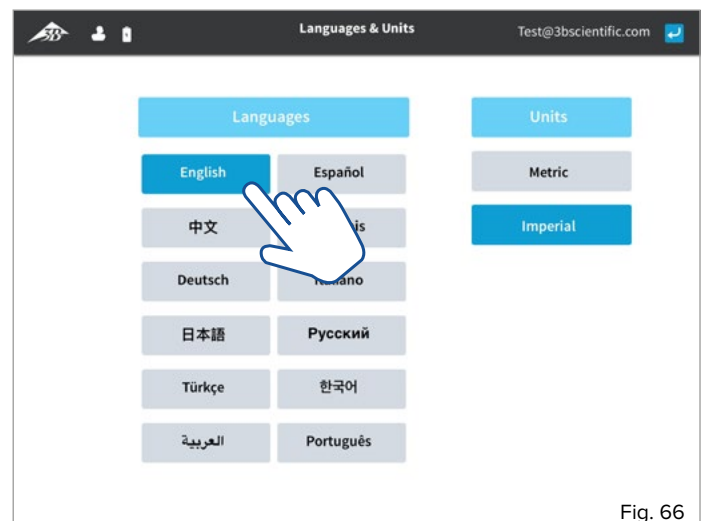 3B Languages & Units Test@3bscientific.com
Languages Units
English Español Metric
中文 Imperial
Deutsch
日本語 Русский
Türkçe 한국어
العربية Português
Fig. 66